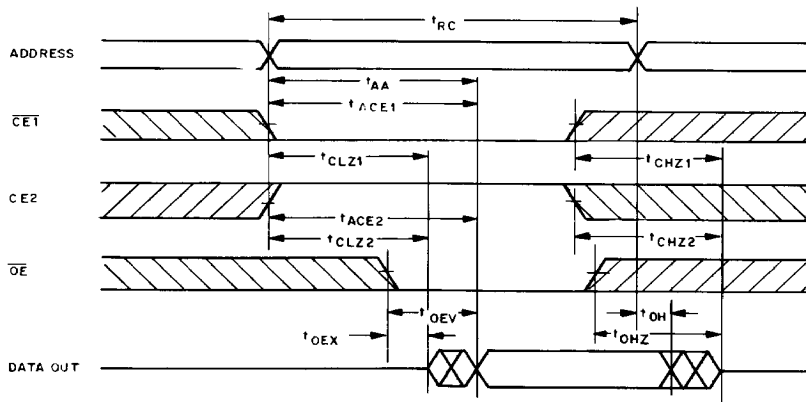 tRC
ADDRESS
tAA
tACE1
CE1
tCLZ1
tCHZ1
CE2
tACE2
tCLZ2
tCHZ2
OE
tOEV
tOH
tOEX
tOHZ
DATA OUT